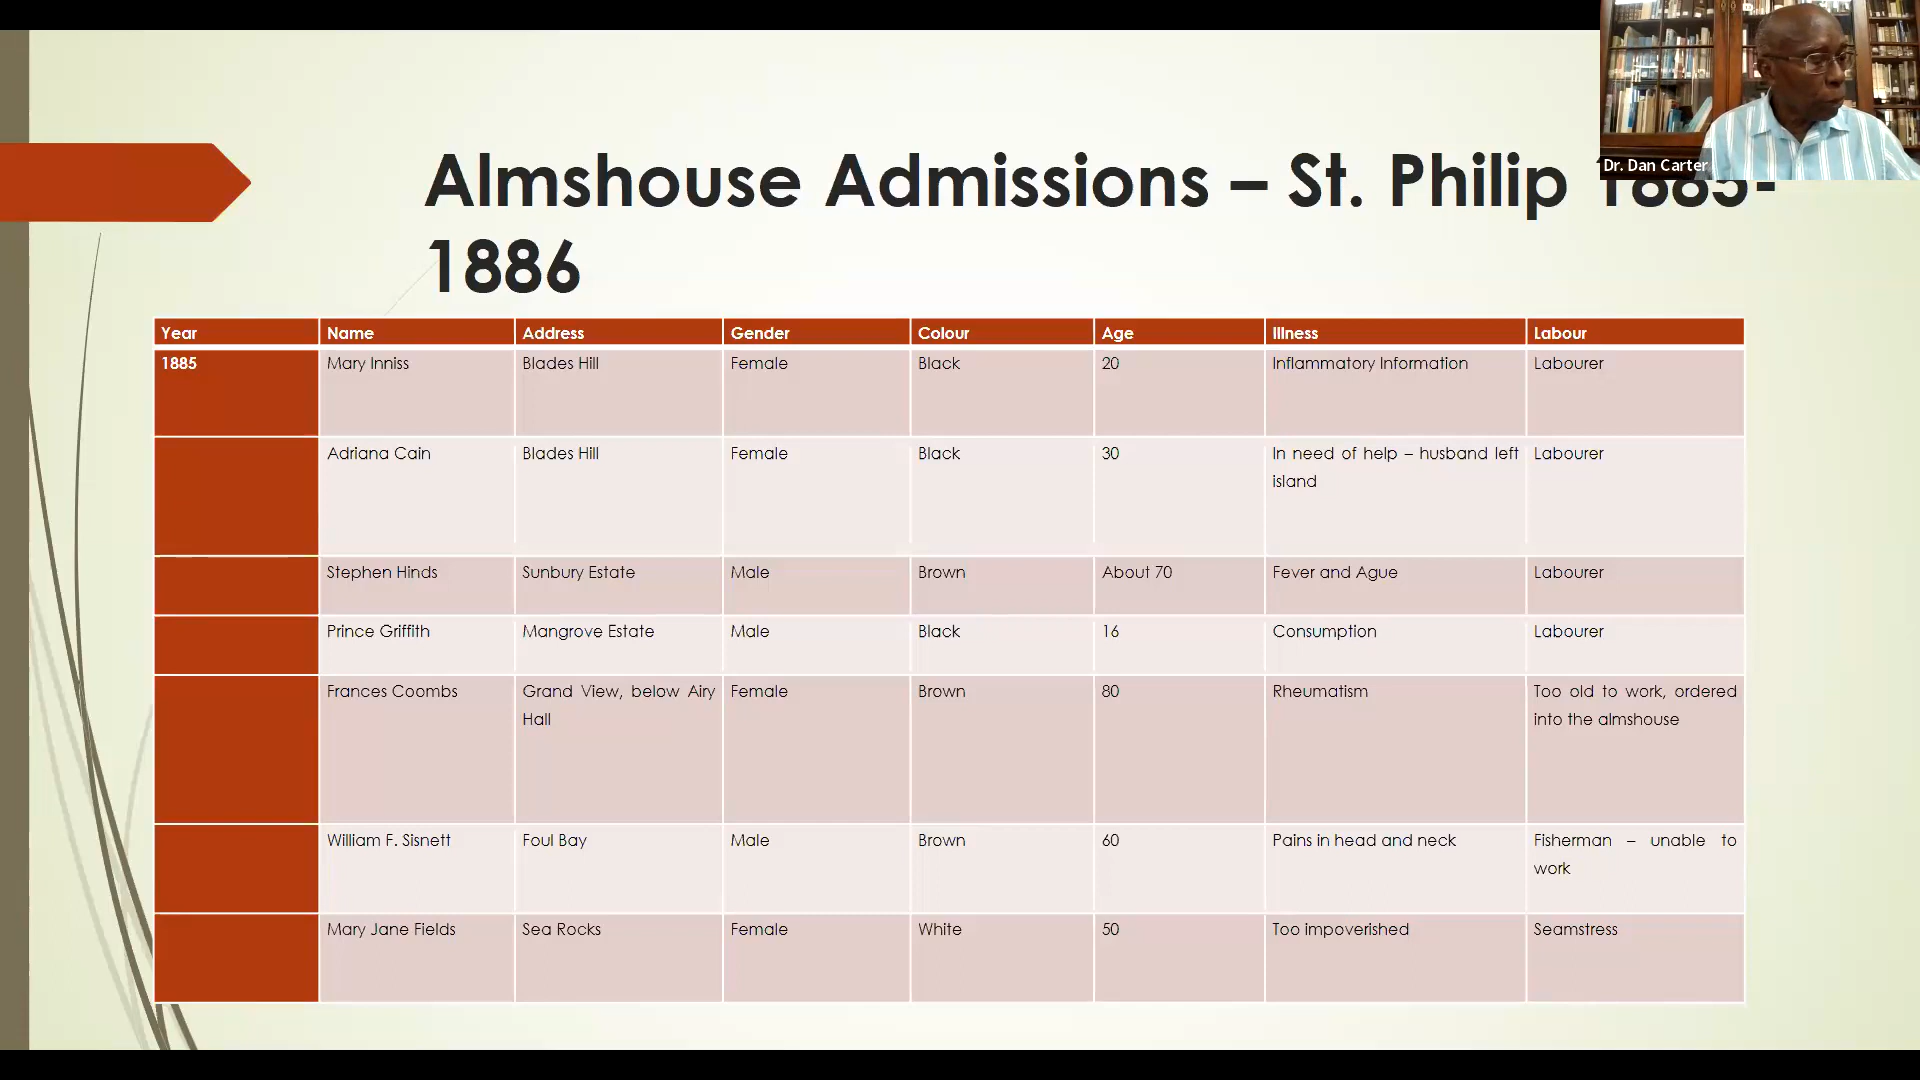 Dr. Dan Carter
Almshouse Admissions – St. Philip 1885-
1886
Year Name Address Gender Colour Age Illness Labour
1885 Mary Inniss Blades Hill Female Black 20 Inflammatory Information Labourer
Adriana Cain Blades Hill Female Black 30 In need of help – husband left island Labourer
Stephen Hinds Sunbury Estate Male Brown About 70 Fever and Ague Labourer
Prince Griffith Mangrove Estate Male Black 16 Consumption Labourer
Frances Coombs Grand View, below Airy Hall Female Brown 80 Rheumatism Too old to work, ordered into the almshouse
William F. Sisnett Foul Bay Male Brown 60 Pains in head and neck Fisherman – unable to work
Mary Jane Fields Sea Rocks Female White 50 Too impoverished Seamstress